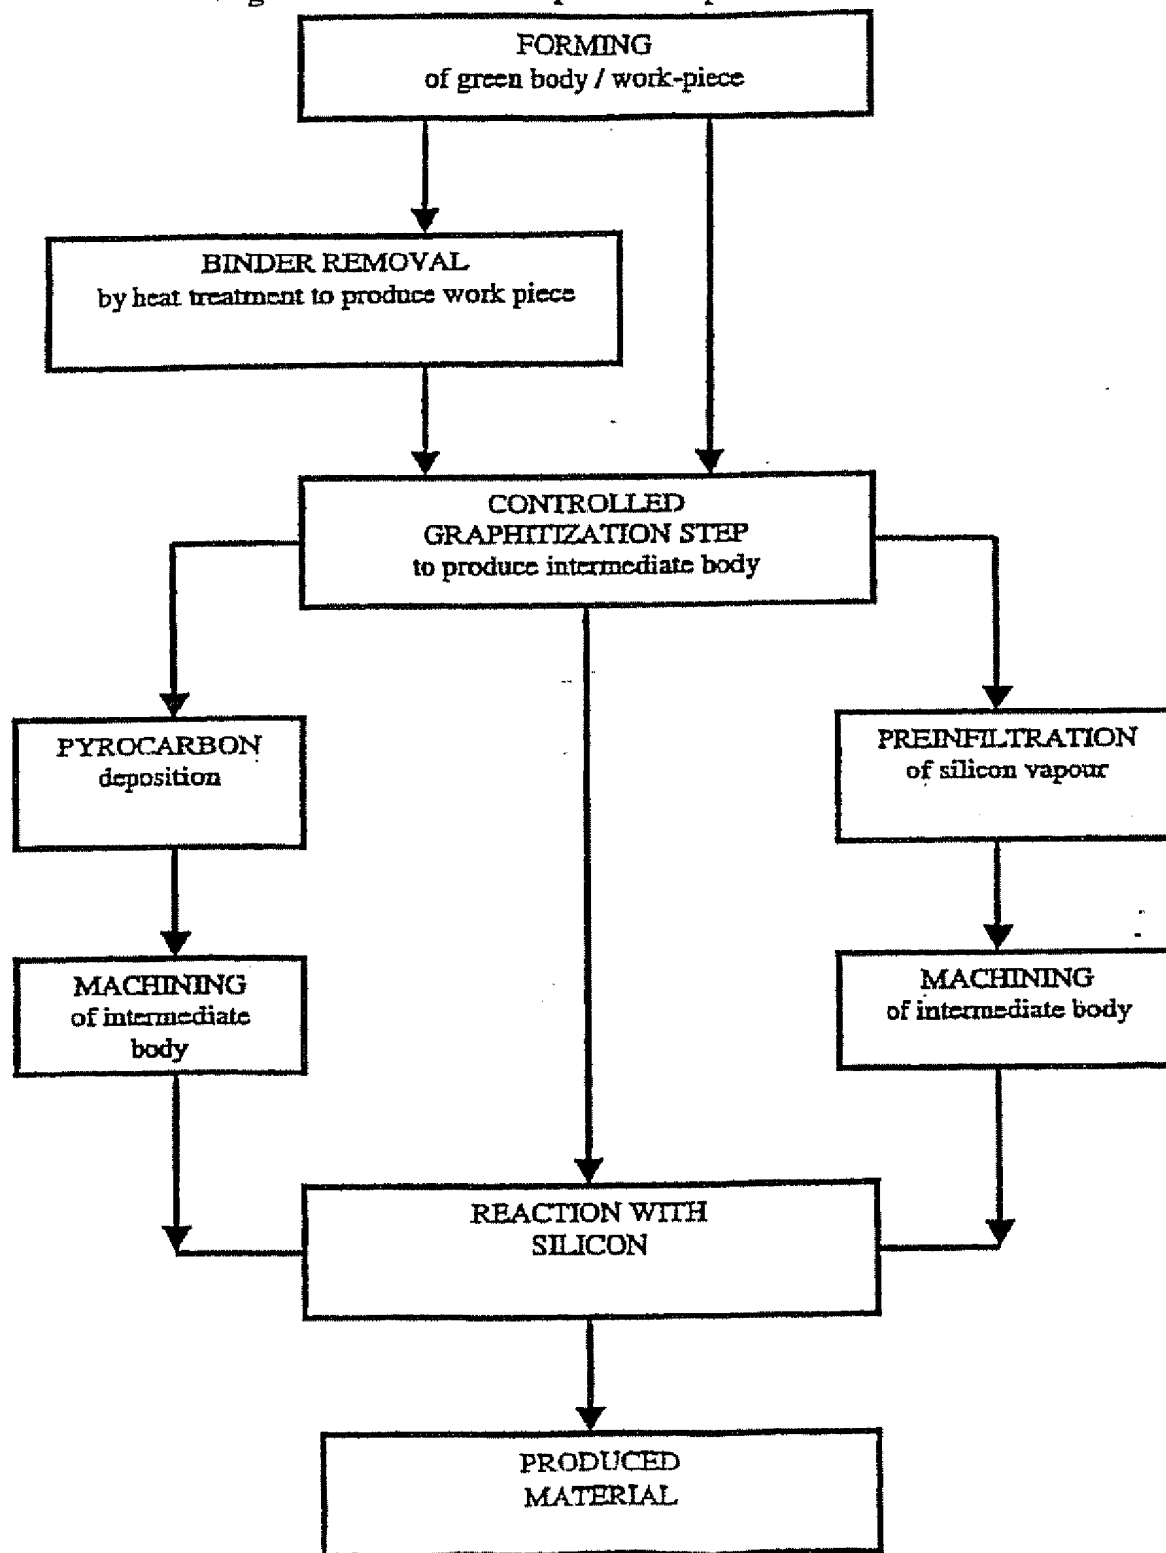 FORMING
of green body / work-piece
BINDER REMOVAL
by heat treatment to produce work piece
CONTROLLED
GRAPHITIZATION STEP
to produce intermediate body
PYROCARBON
deposition
PREINFILTRATION
of silicon vapour
MACHINING
of intermediate
body
MACHINING
of intermediate body
REACTION WITH
SILICON
PRODUCED
MATERIAL